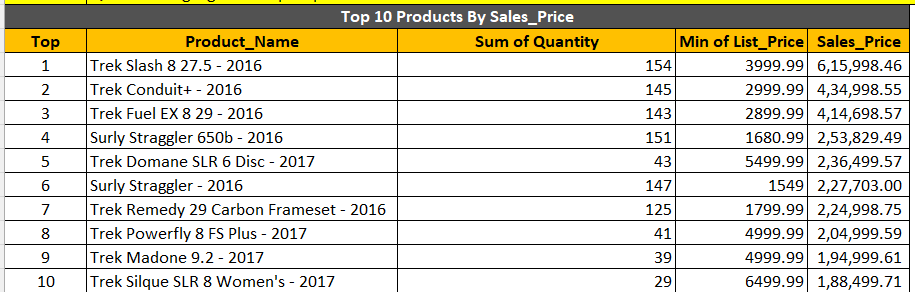 Top 10 Products By Sales_Price
Top Product_Name Sum of Quantity Min of List_Price Sales_Price
1 Trek Slash 8 27.5 - 2016 154 3999.99 6,15,998.46
2 Trek Conduit+ - 2016 145 2999.99 4,34,998.55
3 Trek Fuel EX 8 29 - 2016 143 2899.99 4,14,698.57
4 Surly Straggler 650b - 2016 151 1680.99 2,53,829.49
5 Trek Domane SLR 6 Disc - 2017 43 5499.99 2,36,499.57
6 Surly Straggler - 2016 147 1549 2,27,703.00
7 Trek Remedy 29 Carbon Frameset - 2016 125 1799.99 2,24,998.75
8 Trek Powerfly 8 FS Plus - 2017 41 4999.99 2,04,999.59
9 Trek Madone 9.2 - 2017 39 4999.99 1,94,999.61
10 Trek Silque SLR 8 Women's - 2017 29 6499.99 1,88,499.71